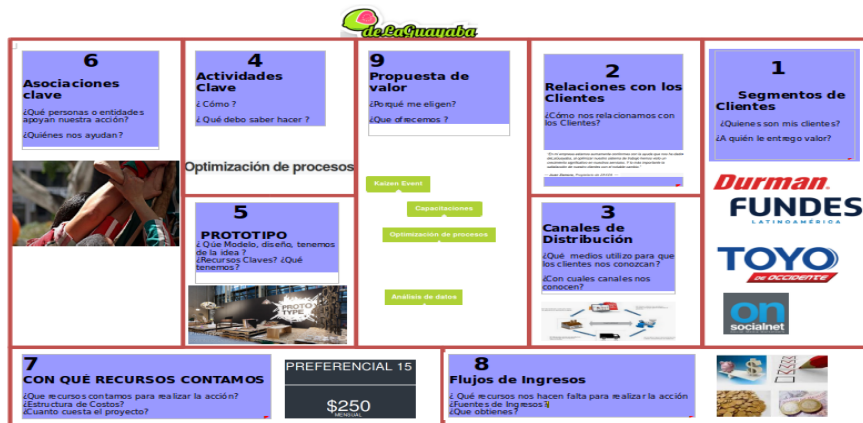 deLaGuayaba
6
Asociaciones
clave
¿Qué personas o entidades
apoyan nuestra acción?
¿Quiénes nos ayudan ?
4
Actividades
Clave
¿ Cómo ?
¿ Qué debo saber hacer ?
Optimización de procesos
5
PROTOTIPO
¿ Qúe Modelo, diseño, tenemos
de la idea ?
¿Recursos Claves? ¿Qué
tenemos?
PROTO
TYPE
9
Propuesta de
valor
¿Porqué me eligen?
¿Que ofrecemos ?
Kaizen Event
Capacitaciones
Optimización de procesos
Análisis de datos
2
Relaciones con los
Clientes
¿Cómo nos relacionamos con
los Clientes?
3
Canales de
Distribución
¿Qué medios utilizo para que
los clientes nos conozcan?
¿Con cuales canales nos
conocen?
1
Segmentos de
Clientes
¿Quienes son mis clientes?
¿A quién le entrego valor?
Durman.
FUNDES
LATINOAMÉRICA
TOYO
DE OCCIDENTE
on
socialnet
7
CON QUÉ RECURSOS CONTAMOS
¿Que recursos contamos para realizar la acción?
¿Estructura de Costos?
¿Cuanto cuesta el proyecto?
PREFERENCIAL 15
$250
MENSUAL
8
Flujos de Ingresos
¿ Qué recursos nos hacen falta para realizar la acción
¿Fuentes de Ingresos?
¿Que obtienes?